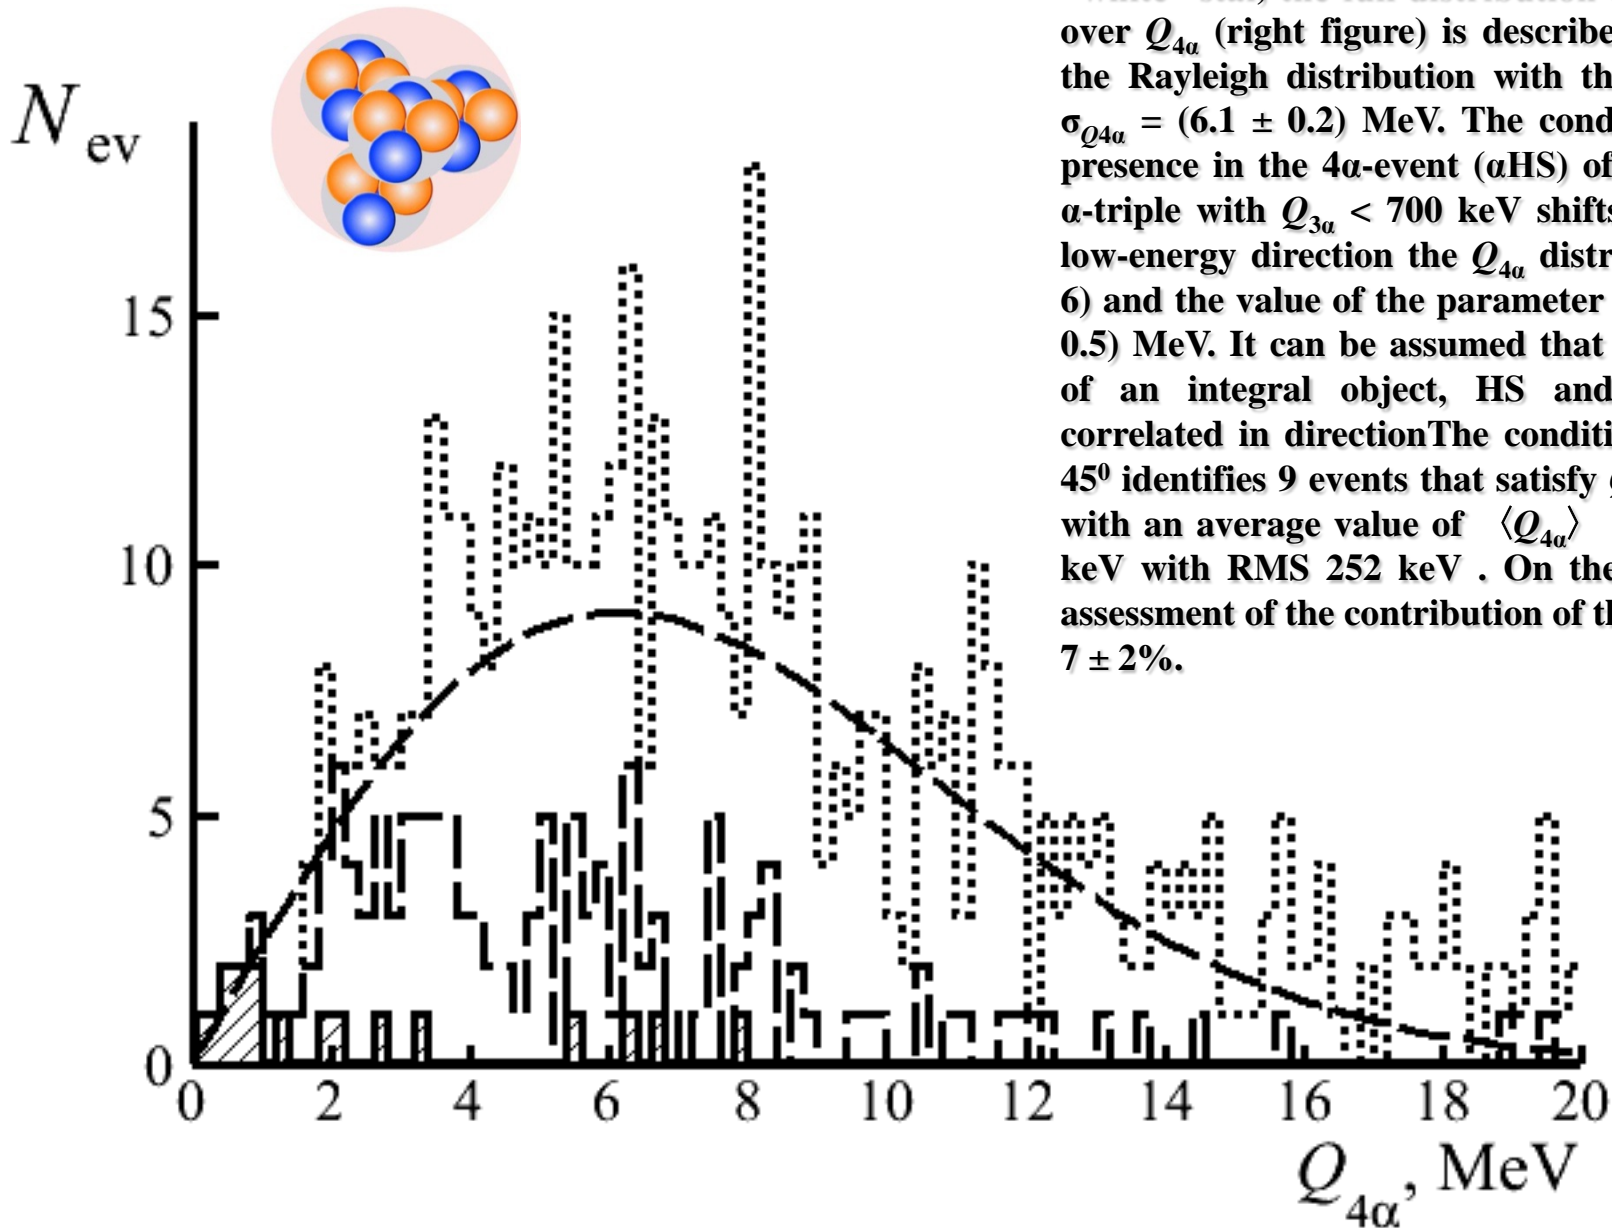 N ev
15
10
5
0
0 2 4 6 8 10 12 14 16 18 20
Q4α, MeV
over Q4α (right figure) is describe
the Rayleigh distribution with th
σQ4α = (6.1 ± 0.2) MeV. The cond
presence in the 4α-event (αHS) of
α-triple with Q3α < 700 keV shifts
low-energy direction the Q4α distr
6) and the value of the parameter
0.5) MeV. It can be assumed that
of an integral object, HS and
correlated in directionThe conditi
45⁰ identifies 9 events that satisfy
with an average value of ⟨Q4α⟩
keV with RMS 252 keV . On the
assessment of the contribution of th
7 ± 2%.